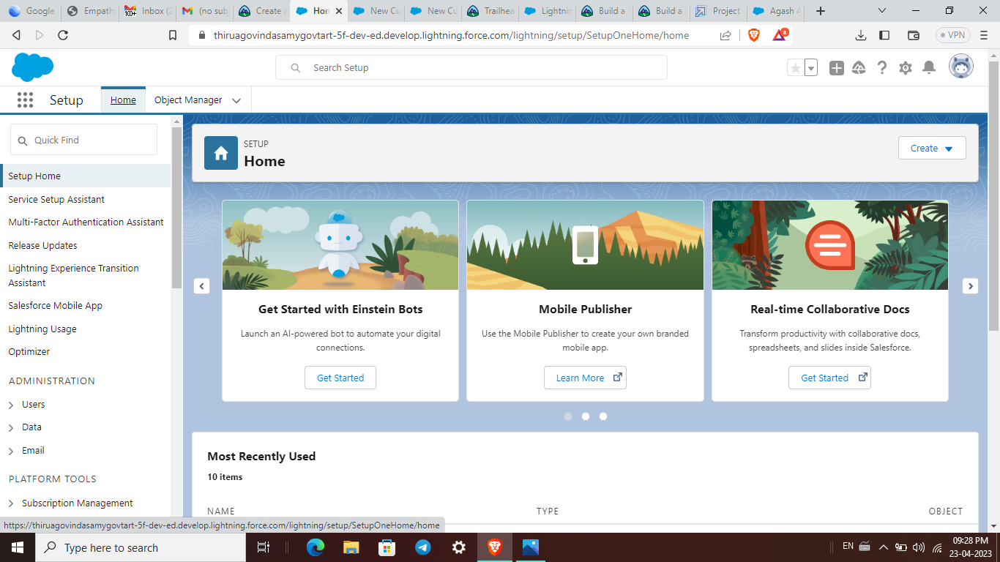 Google
Empath
100+
Inbox (2
(no sub
Create a
Hon
New Cu
New Cu
Trailhea
Lightnin
Build a
Build a
Project
Agash A
thiruagovindasamygovtart-5f-dev-ed.develop.lightning.force.com/lightning/setup/SetupOneHome/home
8
VPN
Search Setup
Setup
Home
Object Manager
Quick Find
Setup Home
Service Setup Assistant
Multi-Factor Authentication Assistant
Release Updates
Lightning Experience Transition
Assistant
Salesforce Mobile App
Lightning Usage
Optimizer
ADMINISTRATION
Users
Data
Email
PLATFORM TOOLS
Subscription Management
SETUP
Home
Create
Get Started with Einstein Bots
Launch an AI-powered bot to automate your digital
connections.
Get Started
Mobile Publisher
Use the Mobile Publisher to create your own branded
mobile app.
Learn More
Real-time Collaborative Docs
Transform productivity with collaborative docs,
spreadsheets, and slides inside Salesforce.
Get Started
Most Recently Used
10 items
NAME
TYPE
OBJECT
https://thiruagovindasamygovtart-5f-dev-ed.develop.lightning.force.com/lightning/setup/SetupOneHome/home
Type here to search
EN
09:28 PM
23-04-2023